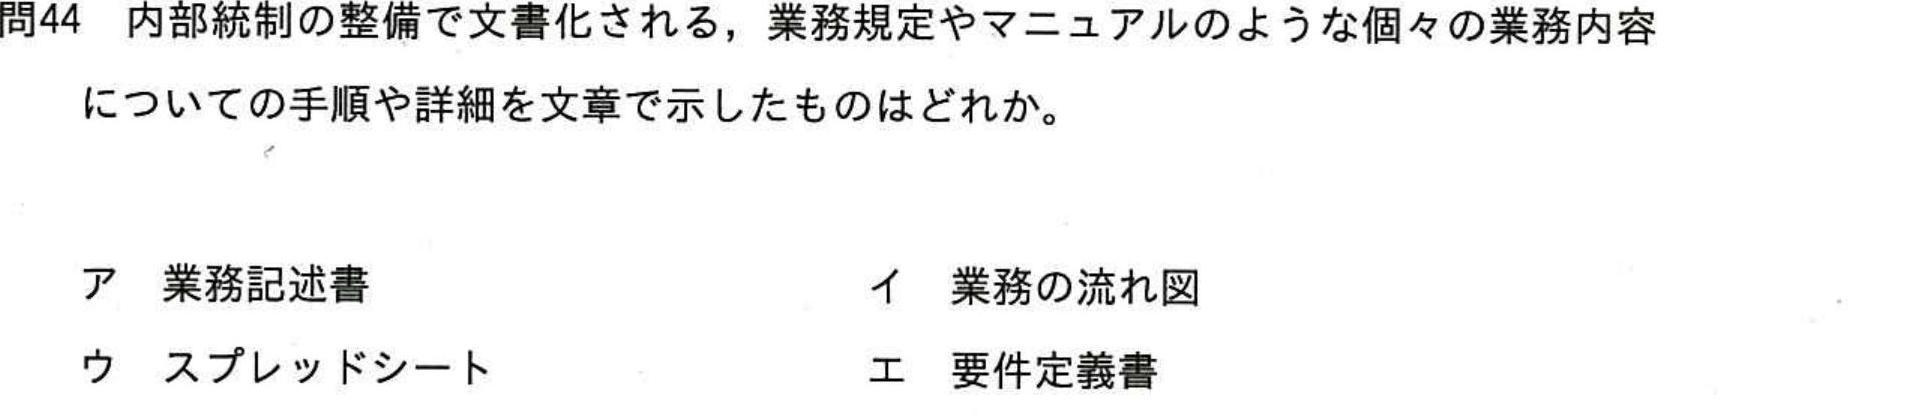 問44　内部統制の整備で文書化される，業務規定やマニュアルのような個々の業務内容
についての手順や詳細を文章で示したものはどれか。
ア　業務記述書　イ　業務の流れ図
ウ　スプレッドシート　エ　要件定義書